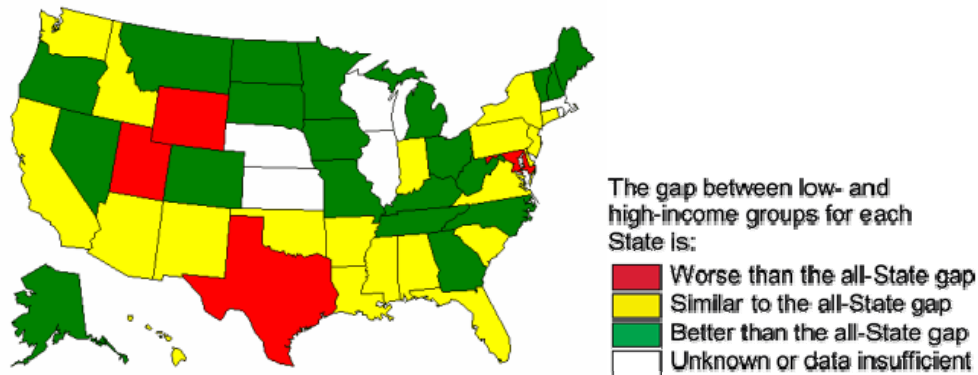 The gap between low- and
high-income groups for each
State is:
Worse than the all-State gap
Similar to the all-State gap
Better than the all-State gap
Unknown or data insufficient